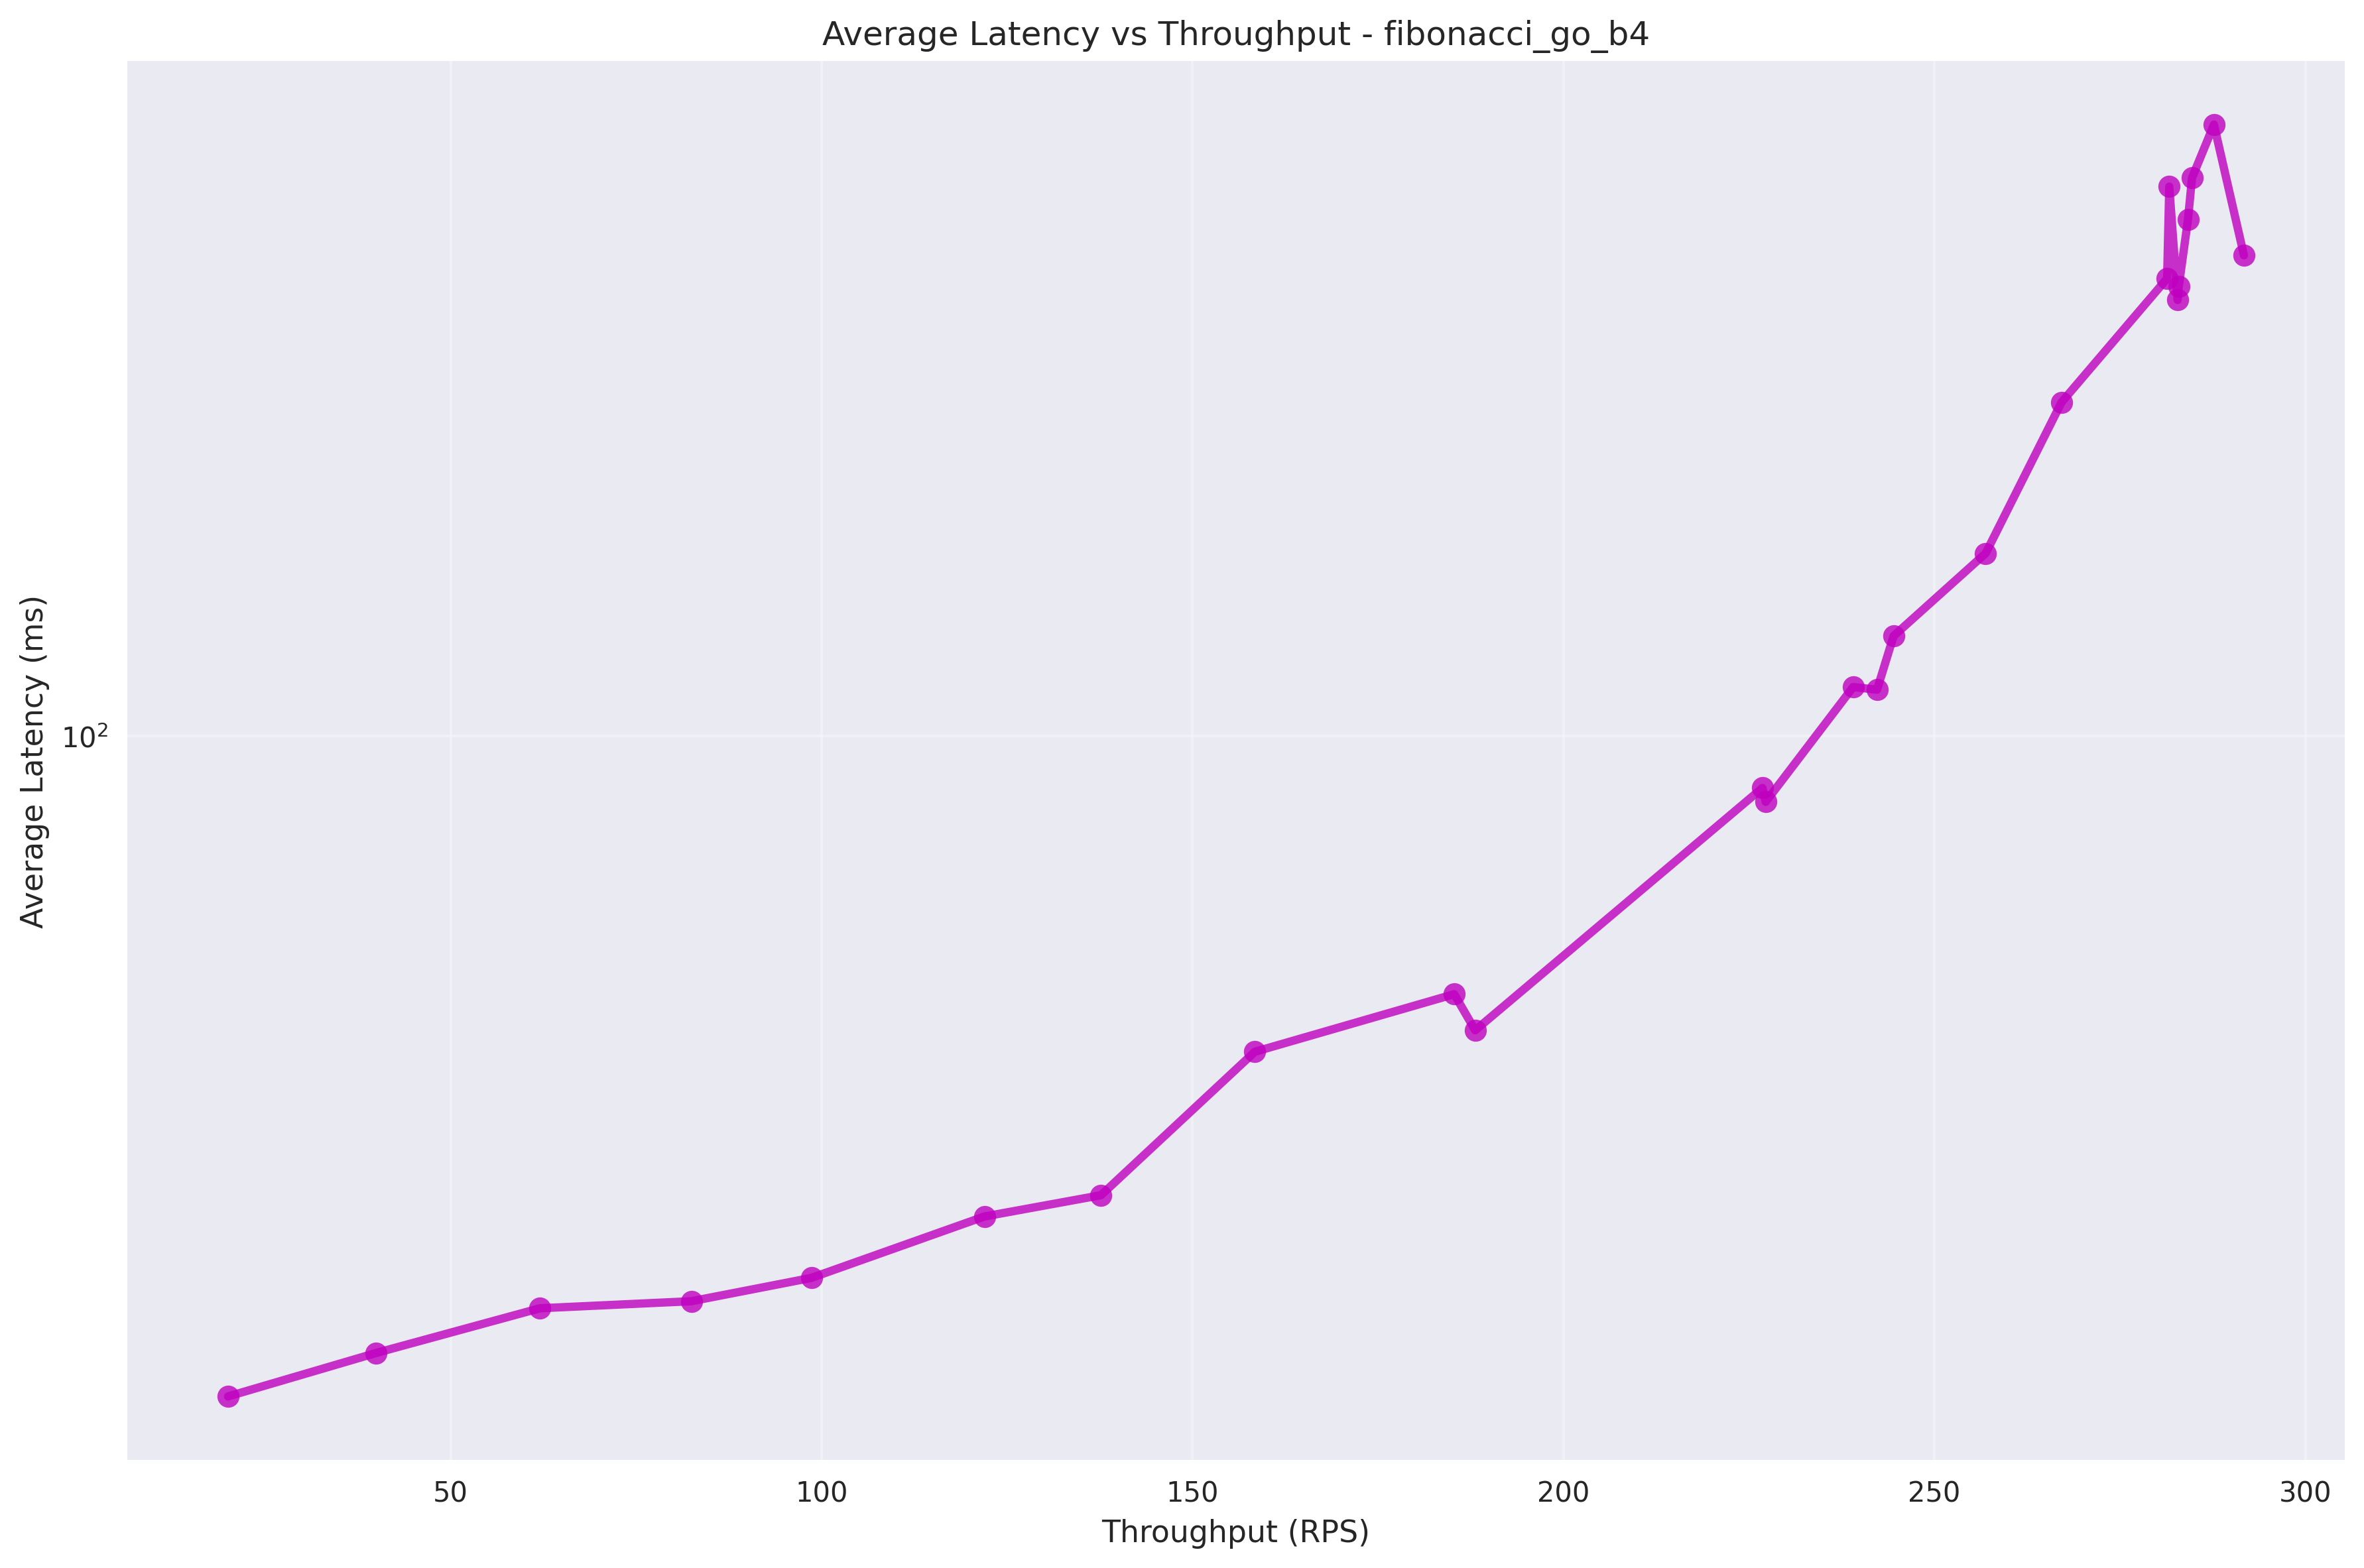 Average Latency vs Throughput - fibonacci_go_b4
Average Latency (ms)
10²
50 100 150 200 250 300
Throughput (RPS)